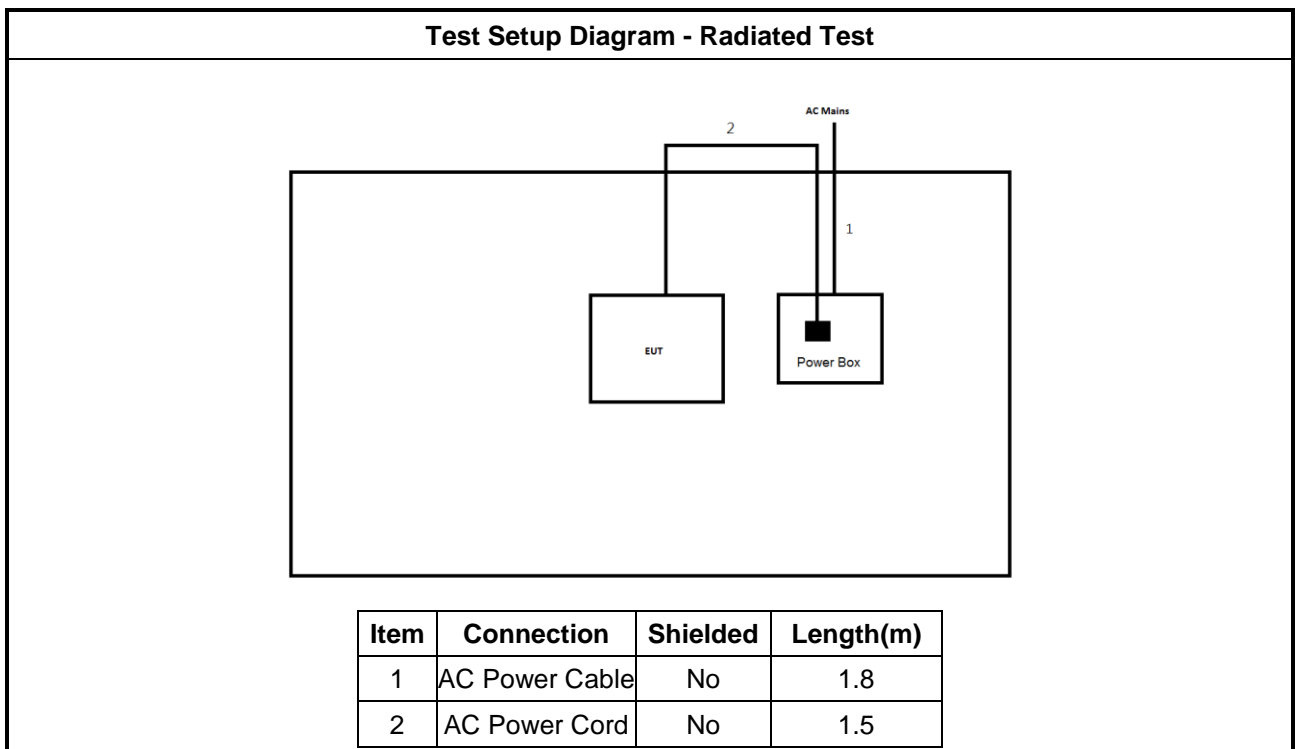 Test Setup Diagram - Radiated Test
AC Mains
2
1
EUT
Power Box
Item Connection Shielded Length(m)
1 AC Power Cable No 1.8
2 AC Power Cord No 1.5